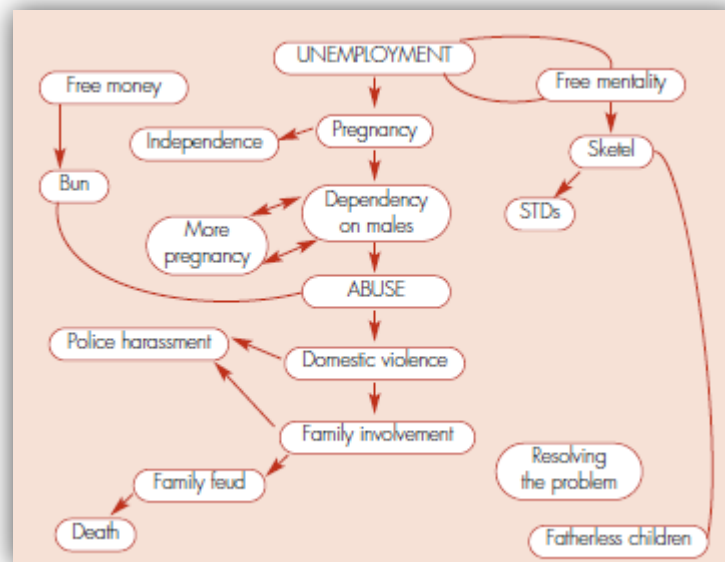 UNEMPLOYMENT
Free money
Free mentality
Independence
Pregnancy
Sketel
Bun
Dependency
on males
STDs
More
pregnancy
ABUSE
Police harassment
Domestic violence
Family involvement
Resolving
the problem
Family feud
Death
Fatherless children